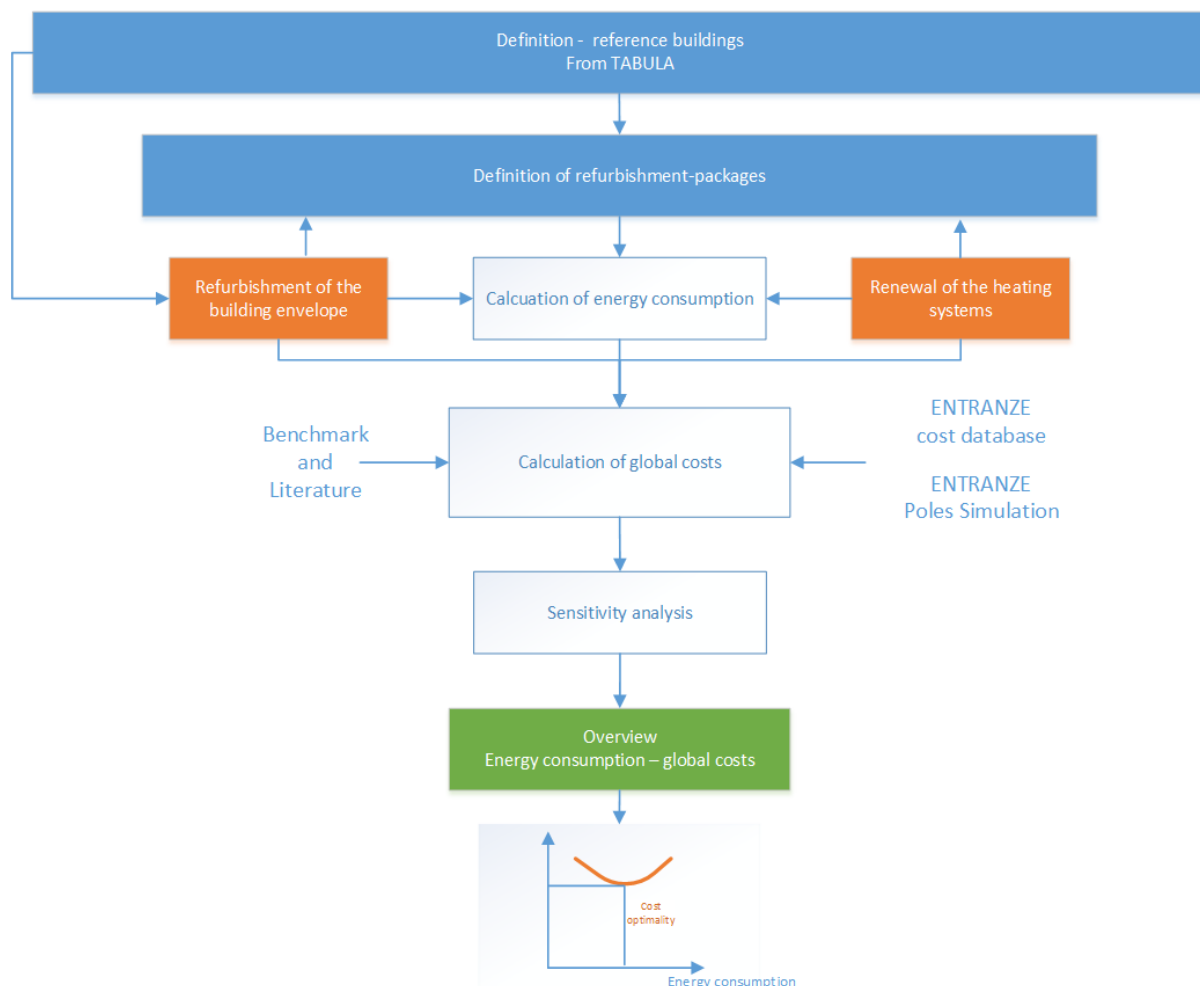 Definition - reference buildings
From TABULA
Definition of refurbishment-packages
Refurbishment of the
building envelope
Calcuation of energy consumption
Renewal of the heating
systems
Benchmark
and
Literature
Calculation of global costs
ENTRANZE
cost database
ENTRANZE
Poles Simulation
Sensitivity analysis
Overview
Energy consumption – global costs
Cost
optimality
Energy consumption